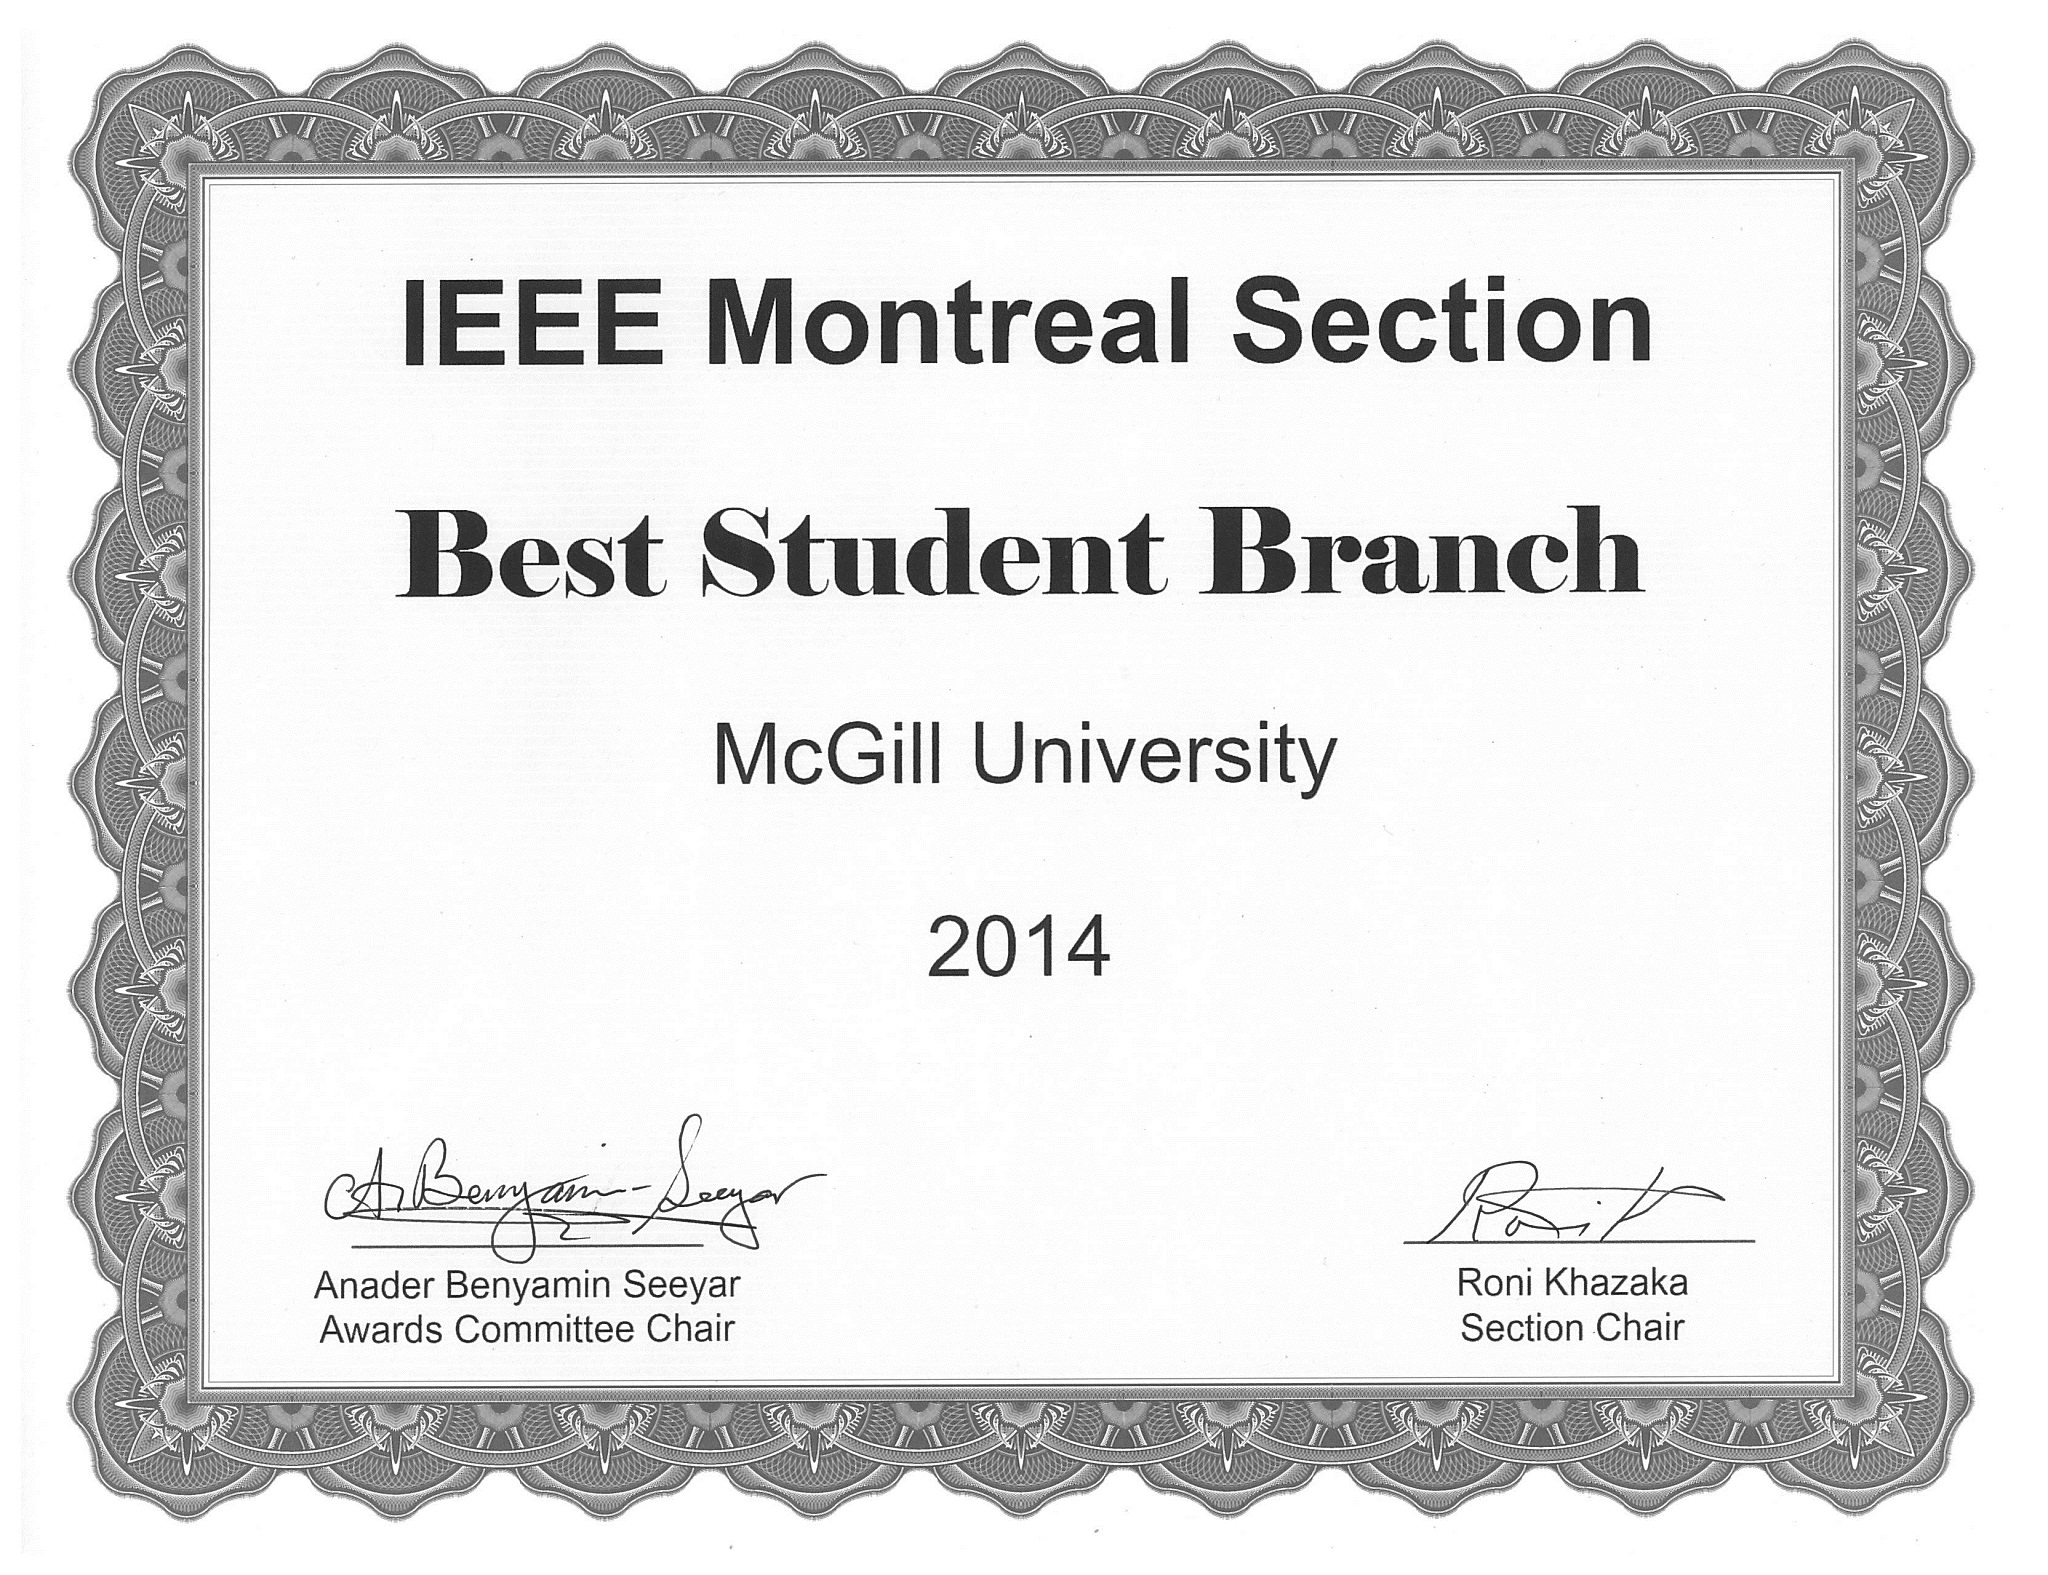 IEEE Montreal Section
Best Student Branch
McGill University
2014
A. Benyamin-Seeyar
Roni K
Anader Benyamin Seeyar
Awards Committee Chair
Roni Khazaka
Section Chair